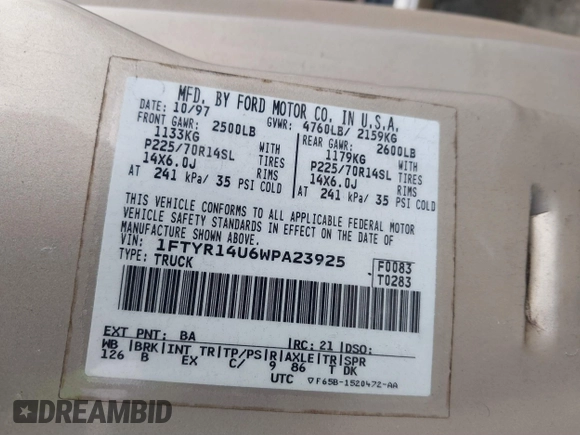 MFD. BY FORD MOTOR CO. IN U.S.A.
DATE: 10/97 GVWR: 4760LB/ 2159KG
FRONT GAWR: 2500LB REAR GAWR: 2600LB
1133KG WITH 1179KG WITH
P225/70R14SL TIRES P225/70R14SL TIRES
14X6.0J RIMS 14X6.0J RIMS
AT 241 kPa/ 35 PSI COLD AT 241 kPa/ 35 PSI COLD
THIS VEHICLE CONFORMS TO ALL APPLICABLE FEDERAL MOTOR
VEHICLE SAFETY STANDARDS IN EFFECT ON THE DATE OF
MANUFACTURE SHOWN ABOVE.
VIN: 1FTYR14U6WPA23925
TYPE: TRUCK
F0083
T0283
EXT PNT: BA RC: 21 DSO:
WB BRK INT TR TP/PS R AXLE TR SPR
126 B EX C/ 9 86 T DK
UTC ▽F65B-1520472-AA
DREAMBID